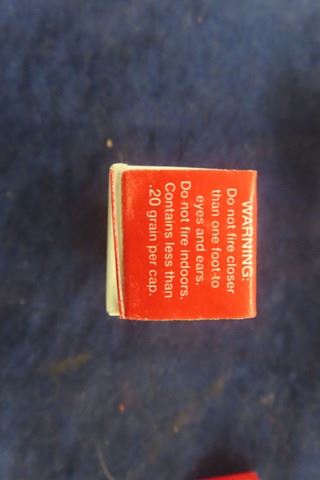 WARNING:
Do not fire closer
than one foot to
eyes and ears.
Do not fire indoors.
Contains less than
.20 grain per cap.